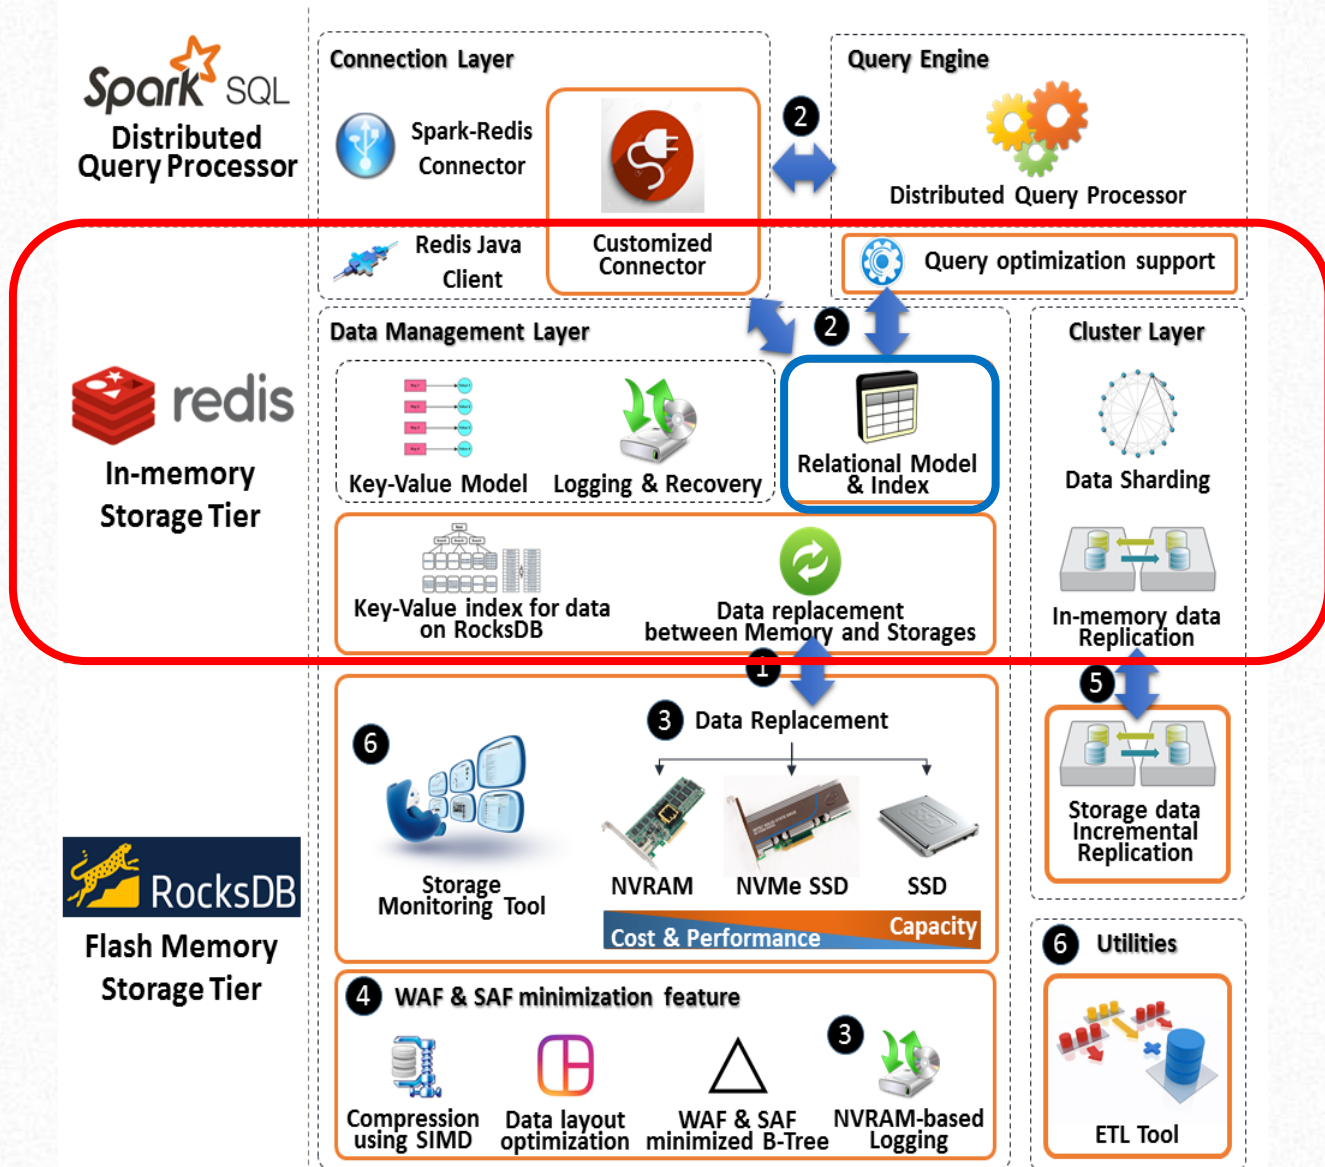 Spark SQL
Distributed
Query Processor
Connection Layer
Spark-Redis
Connector
Redis Java
Client
Customized
Connector
2
Query Engine
Distributed Query Processor
Query optimization support
redis
In-memory
Storage Tier
Data Management Layer
2
Key-Value Model
Logging & Recovery
Relational Model
& Index
Key-Value index for data
on RocksDB
Data replacement
between Memory and Storages
Cluster Layer
Data Sharding
In-memory data
Replication
1
5
Storage data
Incremental
Replication
RocksDB
Flash Memory
Storage Tier
6
Storage
Monitoring Tool
3 Data Replacement
NVRAM
NVMe SSD
SSD
Cost & Performance
Capacity
4 WAF & SAF minimization feature
Compression
using SIMD
Data layout
optimization
WAF & SAF
minimized B-Tree
3
NVRAM-based
Logging
6 Utilities
ETL Tool